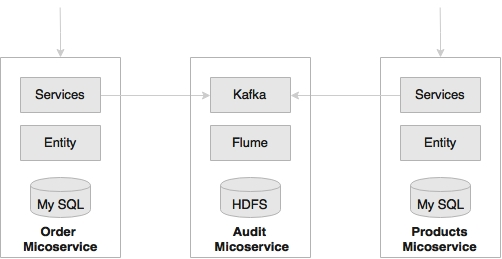 Services
Kafka
Services
Entity
Flume
Entity
My SQL
HDFS
My SQL
Order
Micoservice
Audit
Micoservice
Products
Micoservice